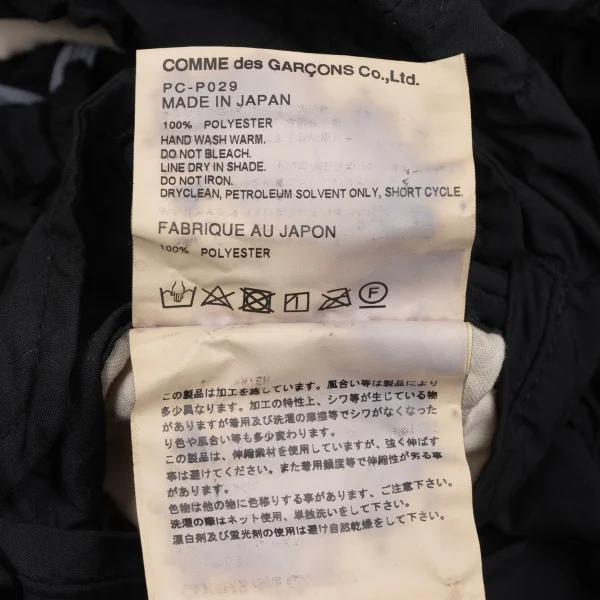 COMME des GARÇONS Co.,Ltd.
PC-P029
MADE IN JAPAN
100% POLYESTER
HAND WASH WARM.
DO NOT BLEACH.
LINE DRY IN SHADE.
DO NOT IRON.
DRYCLEAN, PETROLEUM SOLVENT ONLY, SHORT CYCLE.
FABRIQUE AU JAPON
100% POLYESTER
F
この製品は加工を施しています。風合い等は製品により
多少異なります。加工の特性上、シワ等が生じている物
がありますが着用及び洗濯の摩擦等でシワがなくなった
り色や風合い等も多少変わります。
この製品は、伸縮素材を使用していますが、強く伸ばす
事は避けてください。また着用頻度等で伸縮性が劣る事
があります。
色の濃い物は他の物に色移りする事があります、ご注意下さい。
洗濯の際はネット使用、単独洗いをして下さい。
漂白剤及び蛍光剤の使用は避け自然乾燥をして下さい。